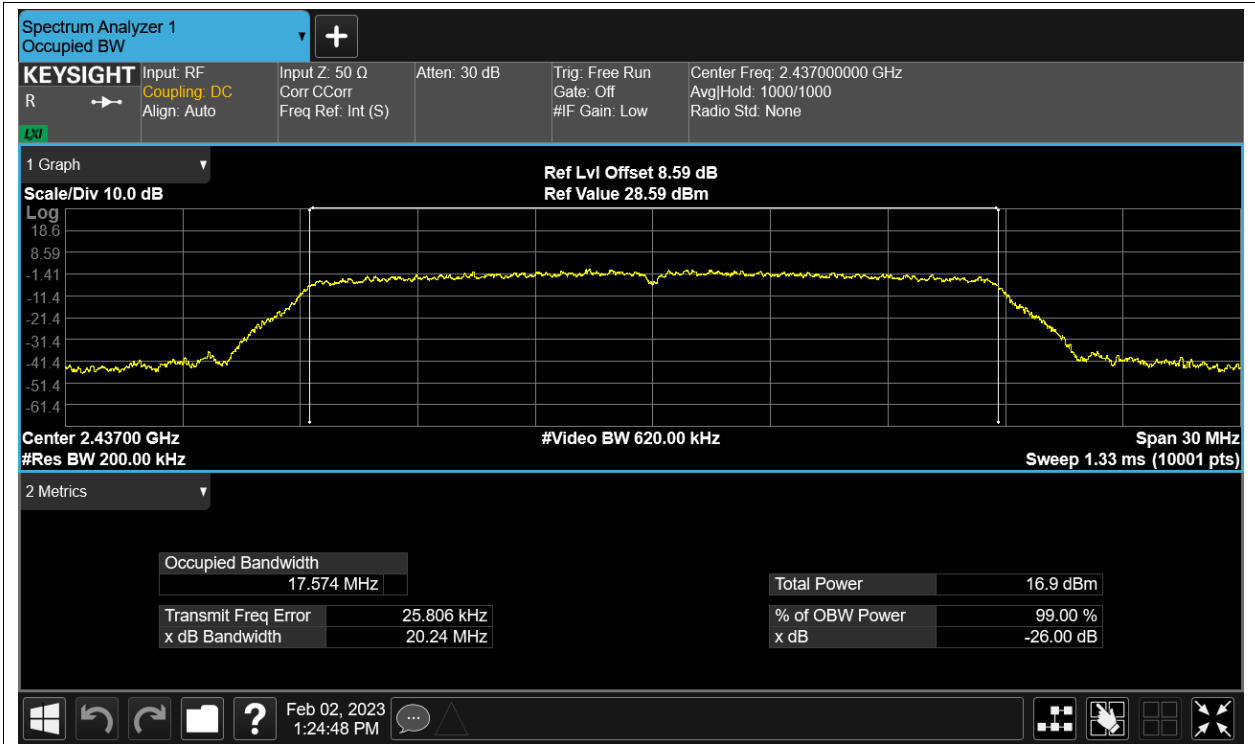 Spectrum Analyzer 1
Occupied BW
KEYSIGHT
R
LXI
Input: RF
Coupling: DC
Align: Auto
Input Z: 50 Ω
Corr CCorr
Freq Ref: Int (S)
Atten: 30 dB
Trig: Free Run
Gate: Off
#IF Gain: Low
Center Freq: 2.437000000 GHz
Avg|Hold: 1000/1000
Radio Std: None
1 Graph
Scale/Div 10.0 dB
Ref Lvl Offset 8.59 dB
Ref Value 28.59 dBm
Log
18.6
8.59
-1.41
-11.4
-21.4
-31.4
-41.4
-51.4
-61.4
Center 2.43700 GHz
#Video BW 620.00 kHz
Span 30 MHz
#Res BW 200.00 kHz
Sweep 1.33 ms (10001 pts)
2 Metrics
Occupied Bandwidth
17.574 MHz
Total Power 16.9 dBm
Transmit Freq Error 25.806 kHz
% of OBW Power 99.00 %
x dB Bandwidth 20.24 MHz
x dB -26.00 dB
?
Feb 02, 2023
1:24:48 PM